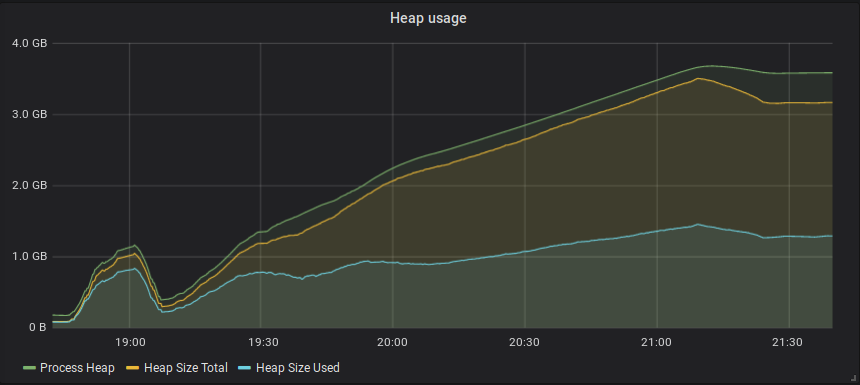 Heap usage
4.0 GB
3.0 GB
2.0 GB
1.0 GB
0 B
19:00 19:30 20:00 20:30 21:00 21:30
Process Heap Heap Size Total Heap Size Used